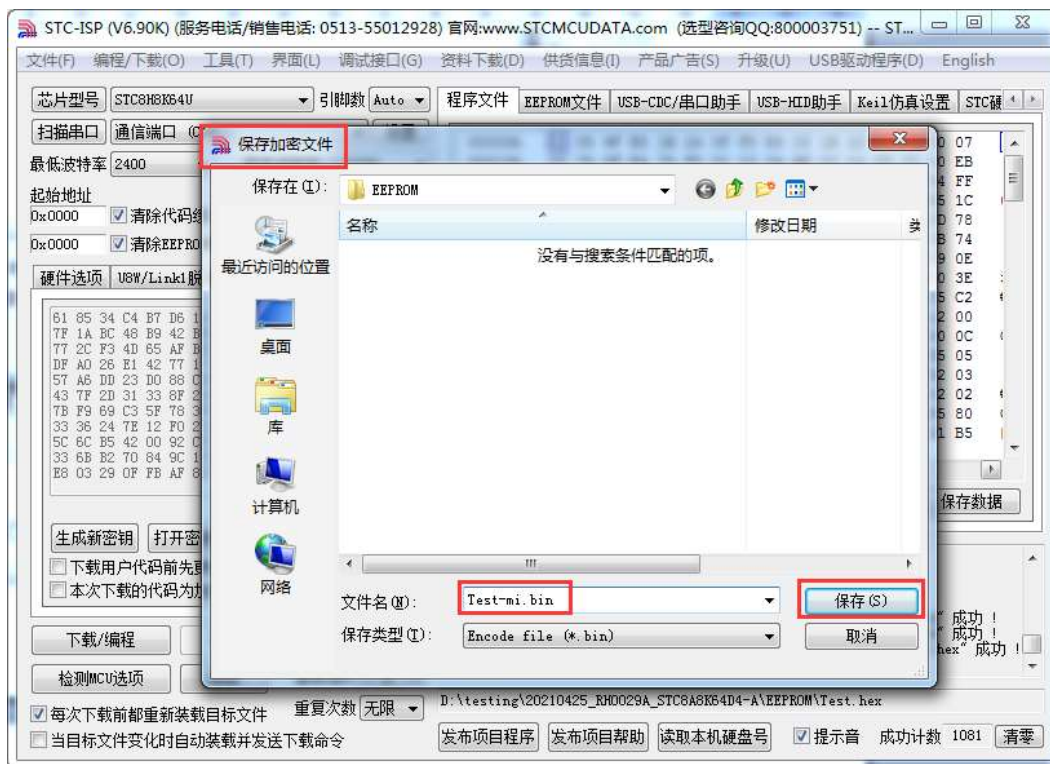 STC-ISP (V6.90K) (服务电话/销售电话: 0513-55012928) 官网:www.STCMCUDATA.com (选型咨询QQ:800003751) -- ST...
文件(F) 编程/下载(O) 工具(T) 界面(L) 调试接口(G) 资料下载(D) 供货信息(I) 产品广告(S) 升级(U) USB驱动程序(D) English
芯片型号 STC8H8K64U 引脚数 Auto 程序文件 EEPROM文件 USB-CDC/串口助手 USB-HID助手 Keil仿真设置 STC硬
扫描串口 通信端口
保存加密文件
最低波特率 2400
保存在(I): EEPROM
起始地址
0x0000 清除代码
0x0000 清除EEPRO
名称 修改日期
没有与搜索条件匹配的项。
硬件选项 U8W/Link1脱
最近访问的位置
桌面
库
计算机
网络
61 85 34 C4 B7 D6 1
7F 1A BC 48 B9 42 B
77 2C F3 4D 65 AF B
DF A0 26 E1 42 77 1
57 A6 DD 23 D0 88 C
43 7F 2D 31 33 8F 2
7B F9 69 C3 5F 78 3
33 36 24 7E 12 F0 2
5C 6C B5 42 00 92 C
33 6B B2 70 84 9C 1
E8 03 29 0F FB AF 8
07
EB
FF
1C
78
74
0E
3E
C2
00
0C
05
03
02
80
B5
保存数据
生成新密钥 打开密
下载用户代码前先
本次下载的代码为
文件名(N): Test-mi.bin 保存(S)
保存类型(T): Encode file (*.bin) 取消
成功 !
成功 !
hex" 成功 !
下载/编程
检测MCU选项
每次下载前都重新装载目标文件 重复次数 无限 D:\testing\20210425_RH0029A_STC8A8K64D4-A\EEPROM\Test.hex
当目标文件变化时自动装载并发送下载命令 发布项目程序 发布项目帮助 读取本机硬盘号 提示音 成功计数 1081 清零